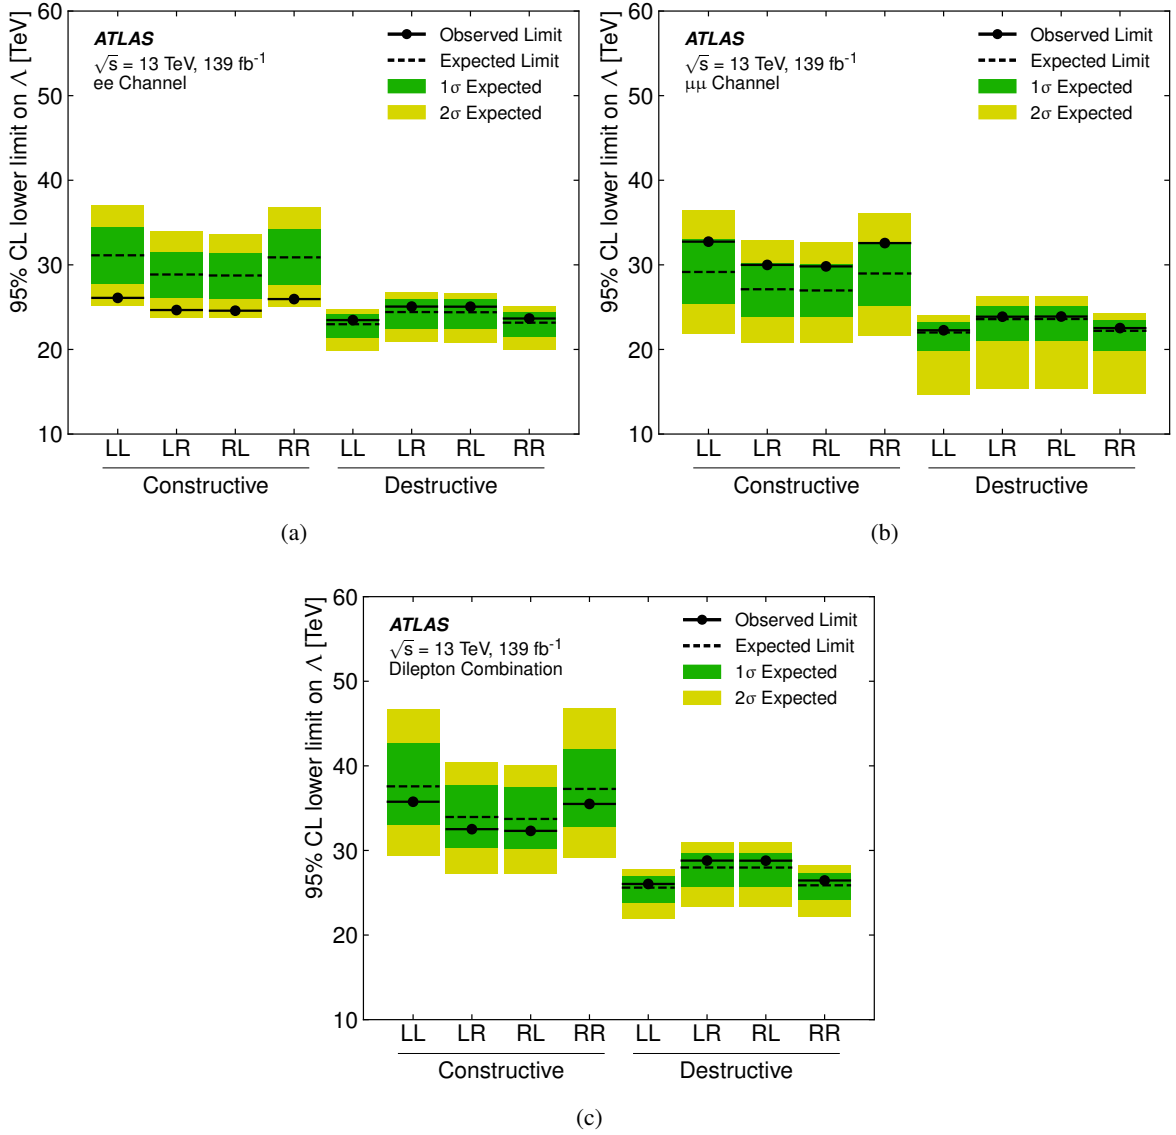 60
50
40
30
20
10
95% CL lower limit on Λ [TeV]
ATLAS
√s = 13 TeV, 139 fb⁻¹
ee Channel
Observed Limit
Expected Limit
1σ Expected
2σ Expected
LL LR RL RR LL LR RL RR
Constructive Destructive
(a)
60
50
40
30
20
10
95% CL lower limit on Λ [TeV]
ATLAS
√s = 13 TeV, 139 fb⁻¹
μμ Channel
Observed Limit
Expected Limit
1σ Expected
2σ Expected
LL LR RL RR LL LR RL RR
Constructive Destructive
(b)
60
50
40
30
20
10
95% CL lower limit on Λ [TeV]
ATLAS
√s = 13 TeV, 139 fb⁻¹
Dilepton Combination
Observed Limit
Expected Limit
1σ Expected
2σ Expected
LL LR RL RR LL LR RL RR
Constructive Destructive
(c)